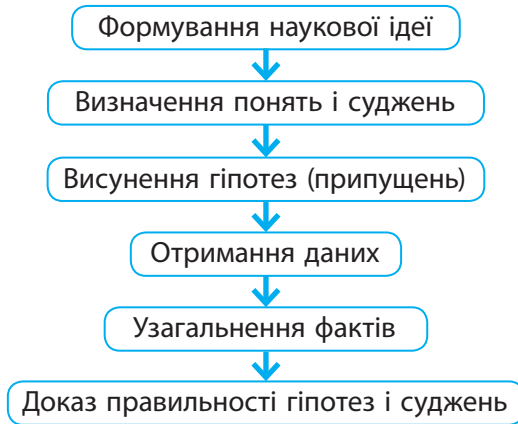 Формування наукової ідеї
Визначення понять і суджень
Висунення гіпотез (припущень)
Отримання даних
Узагальнення фактів
Доказ правильності гіпотез і суджень